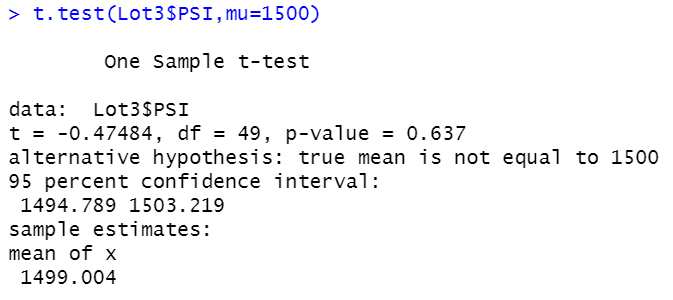 > t.test(Lot3$PSI,mu=1500)
One Sample t-test
data:  Lot3$PSI
t = -0.47484, df = 49, p-value = 0.637
alternative hypothesis: true mean is not equal to 1500
95 percent confidence interval:
1494.789 1503.219
sample estimates:
mean of x
1499.004